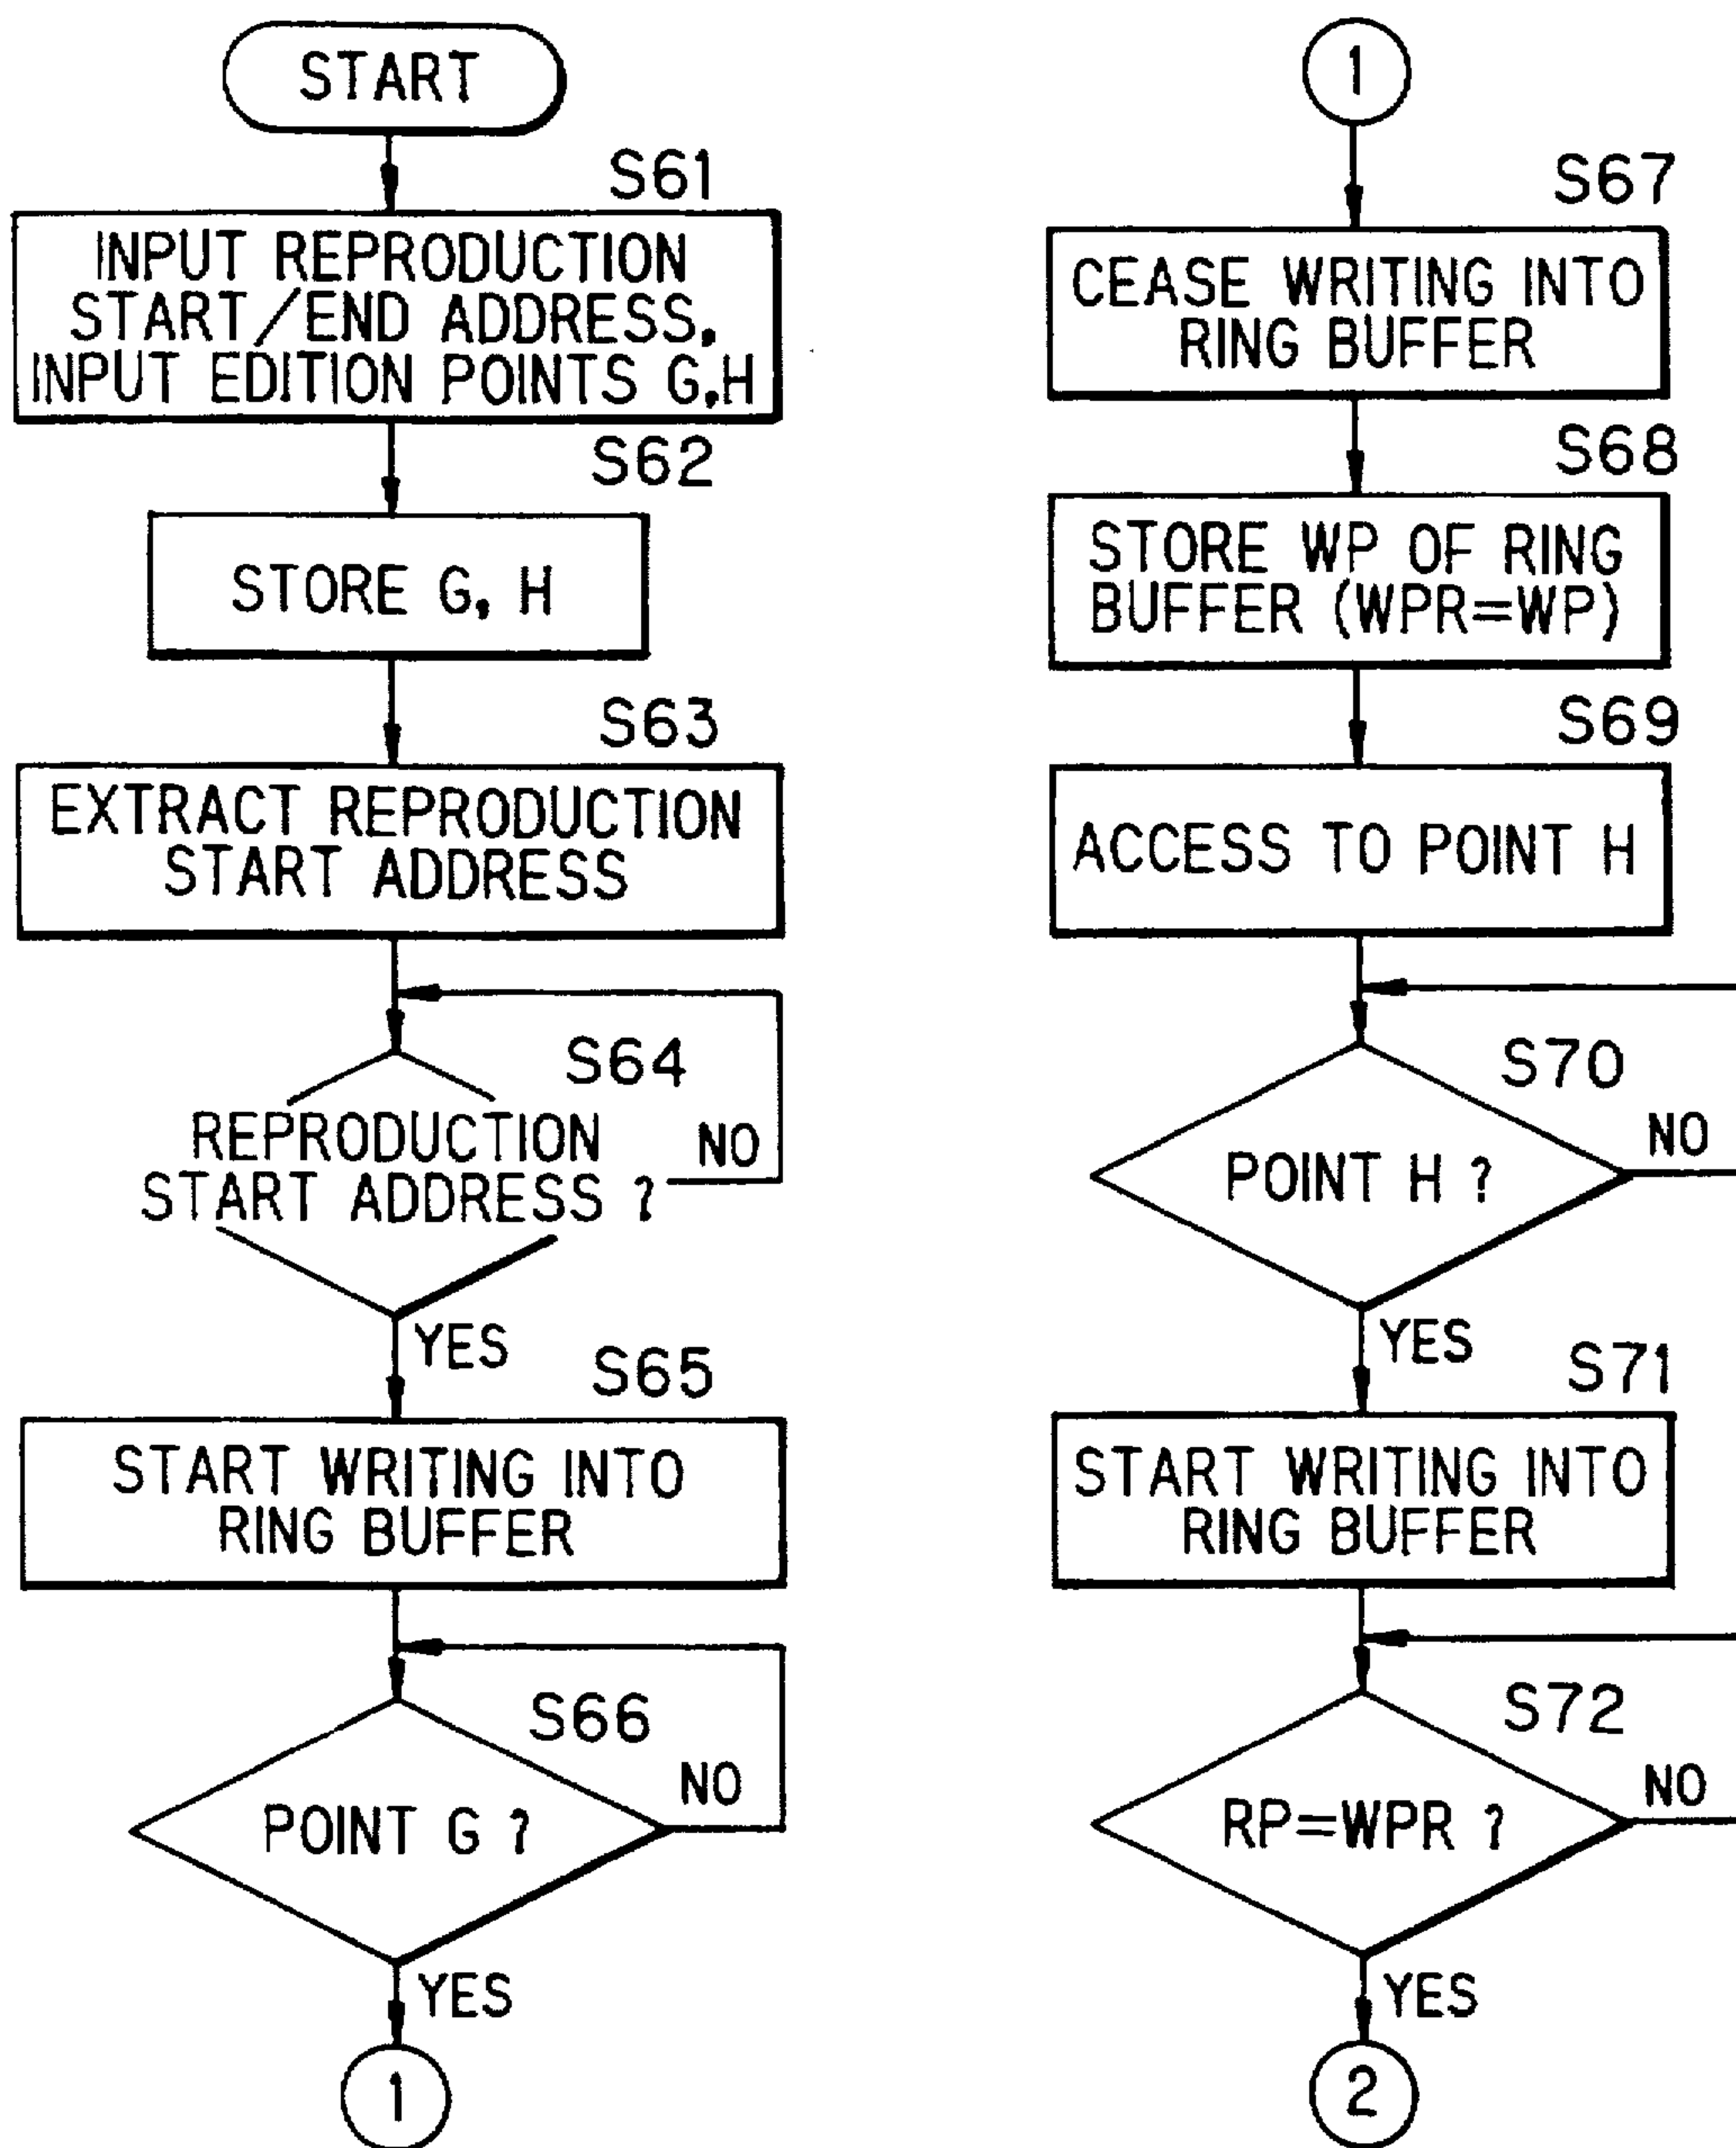 START
S61
INPUT REPRODUCTION
START/END ADDRESS.
INPUT EDITION POINTS G,H
S62
STORE G, H
S63
EXTRACT REPRODUCTION
START ADDRESS
S64
REPRODUCTION
START ADDRESS ?
NO
YES
S65
START WRITING INTO
RING BUFFER
S66
POINT G ?
NO
YES
1
1
S67
CEASE WRITING INTO
RING BUFFER
S68
STORE WP OF RING
BUFFER (WPR=WP)
S69
ACCESS TO POINT H
S70
POINT H ?
NO
YES
S71
START WRITING INTO
RING BUFFER
S72
RP=WPR ?
NO
YES
2